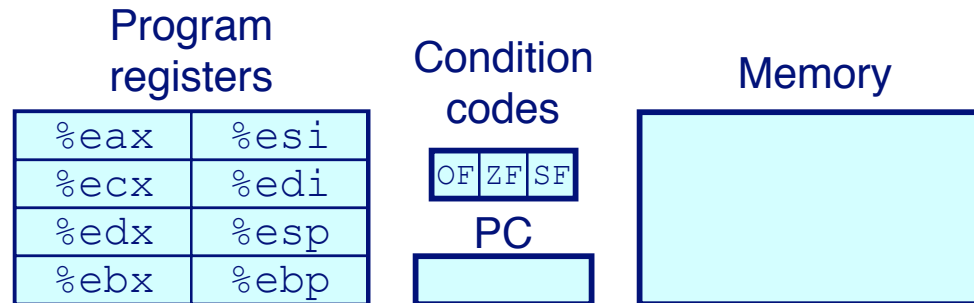 Program
registers
%eax %esi
%ecx %edi
%edx %esp
%ebx %ebp
Condition
codes
OF ZF SF
PC
Memory